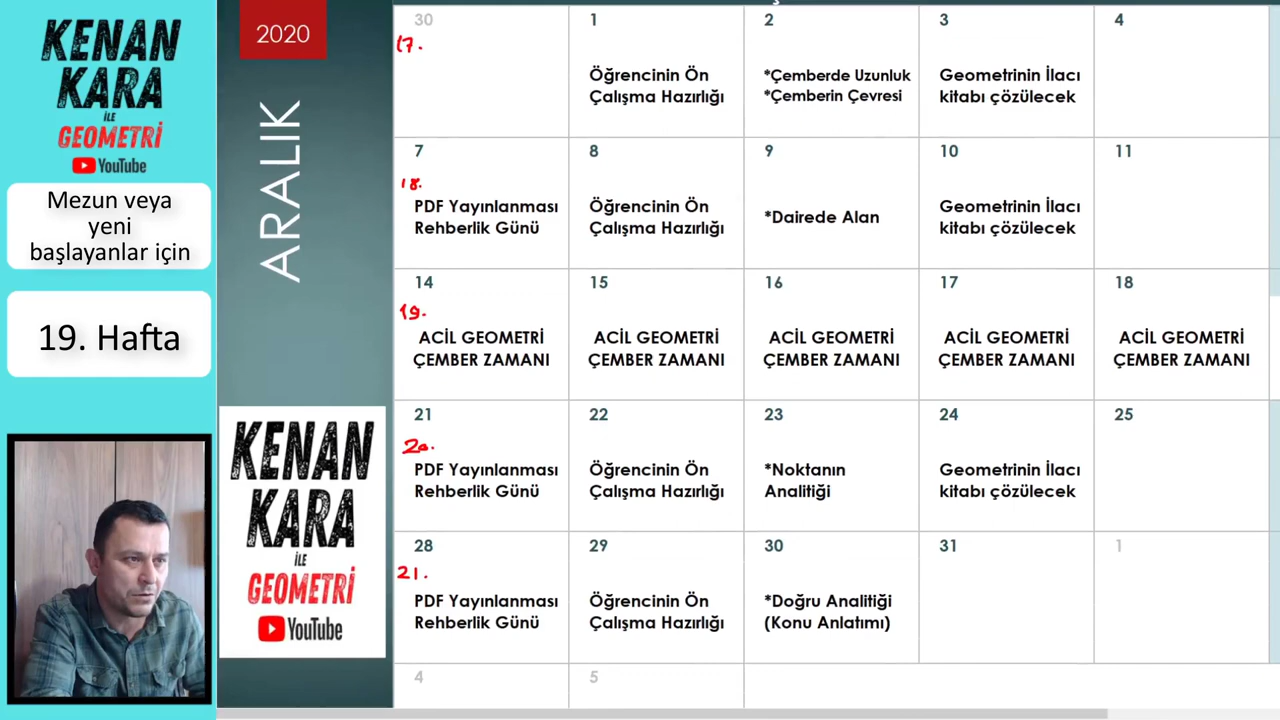 KENAN
KARA
İLE
GEOMETRİ
YouTube
Mezun veya
yeni
başlayanlar için
19. Hafta
2020
ARALIK
KENAN
KARA
İLE
GEOMETRİ
YouTube
30
1
2
3
4
17.
Öğrencinin Ön
Çalışma Hazırlığı
*Çemberde Uzunluk
*Çemberin Çevresi
Geometrinin İlacı
kitabı çözülecek
7
8
9
10
11
18.
PDF Yayınlanması
Rehberlik Günü
Öğrencinin Ön
Çalışma Hazırlığı
*Dairede Alan
Geometrinin İlacı
kitabı çözülecek
14
15
16
17
18
19.
ACİL GEOMETRİ
ÇEMBER ZAMANI
ACİL GEOMETRİ
ÇEMBER ZAMANI
ACİL GEOMETRİ
ÇEMBER ZAMANI
ACİL GEOMETRİ
ÇEMBER ZAMANI
ACİL GEOMETRİ
ÇEMBER ZAMANI
21
22
23
24
25
20.
PDF Yayınlanması
Rehberlik Günü
Öğrencinin Ön
Çalışma Hazırlığı
*Noktanın
Analitiği
Geometrinin İlacı
kitabı çözülecek
28
29
30
31
1
21.
PDF Yayınlanması
Rehberlik Günü
Öğrencinin Ön
Çalışma Hazırlığı
*Doğru Analitiği
(Konu Anlatımı)
4
5